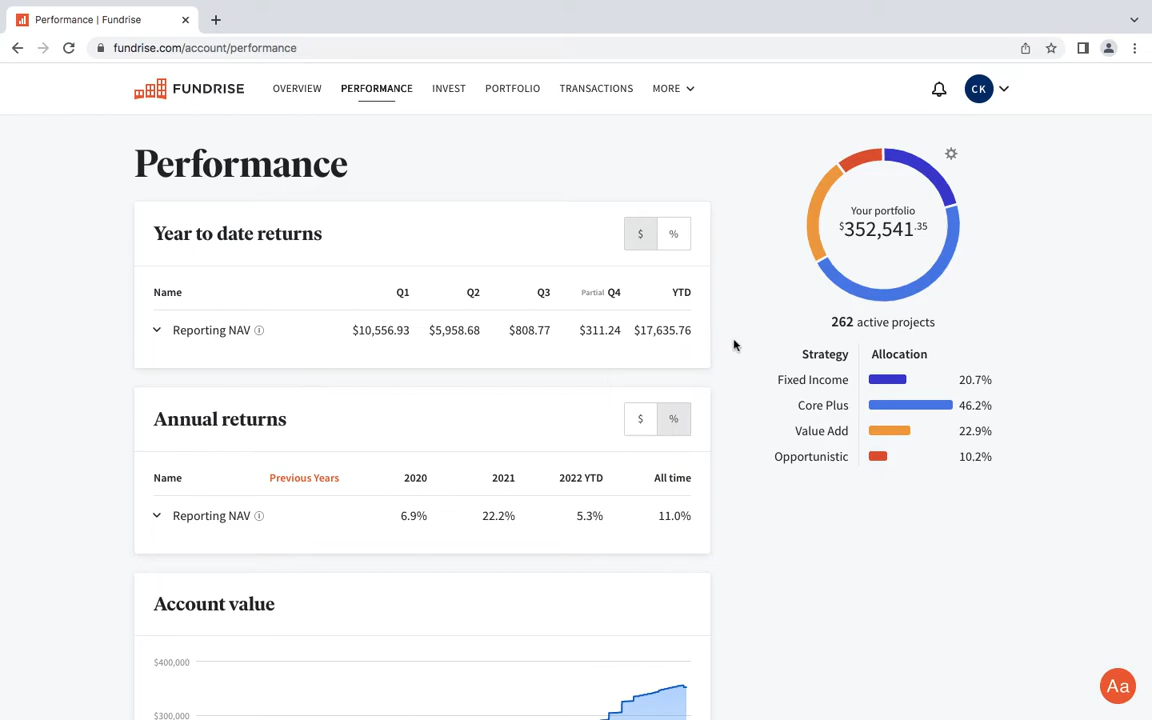 Performance | Fundrise
fundrise.com/account/performance
FUNDRISE
OVERVIEW PERFORMANCE INVEST PORTFOLIO TRANSACTIONS MORE
CK
Performance
Year to date returns
$ %
Name Q1 Q2 Q3 Partial Q4 YTD
Reporting NAV $10,556.93 $5,958.68 $808.77 $311.24 $17,635.76
Annual returns
$ %
Name Previous Years 2020 2021 2022 YTD All time
Reporting NAV 6.9% 22.2% 5.3% 11.0%
Account value
$400,000
$300,000
Your portfolio
$352,541.35
262 active projects
Strategy Allocation
Fixed Income 20.7%
Core Plus 46.2%
Value Add 22.9%
Opportunistic 10.2%
Aa